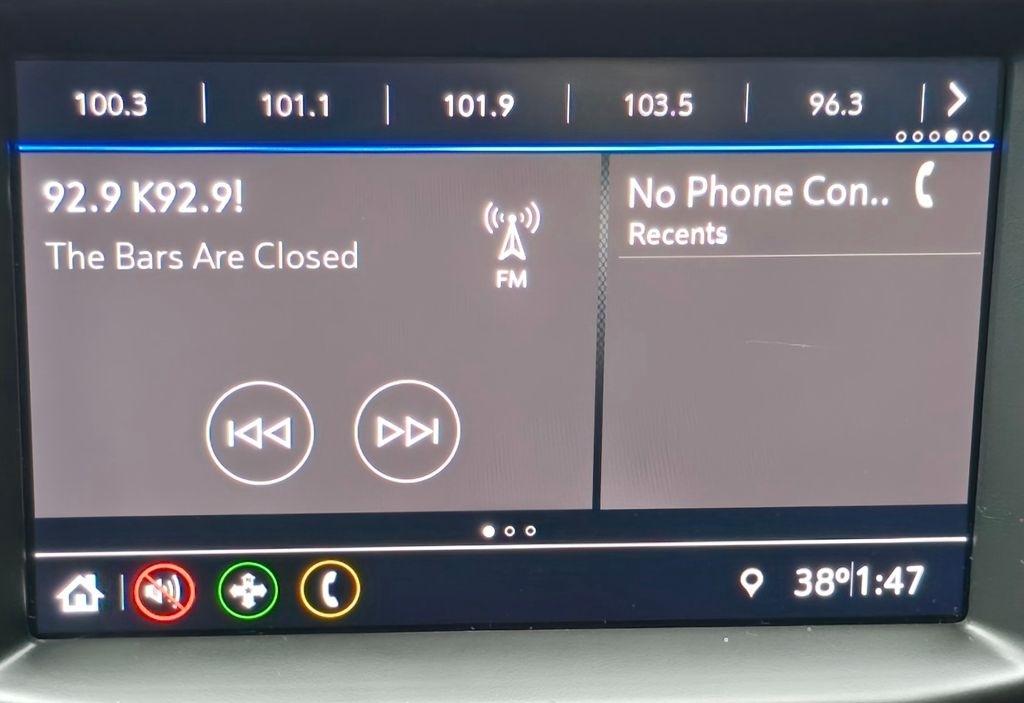 100.3 101.1 101.9 103.5 96.3
92.9 K92.9!
The Bars Are Closed
FM
No Phone Con..
Recents
38º 1:47